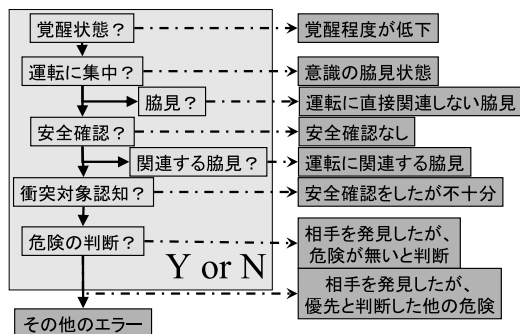 覚醒状態？
覚醒程度が低下
運転に集中？
意識の脇見状態
脇見？
運転に直接関連しない脇見
安全確認？
安全確認なし
関連する脇見？
運転に関連する脇見
衝突対象認知？
安全確認をしたが不十分
危険の判断？
相手を発見したが、
危険が無いと判断
Y or N
相手を発見したが、
優先と判断した他の危険
その他のエラー